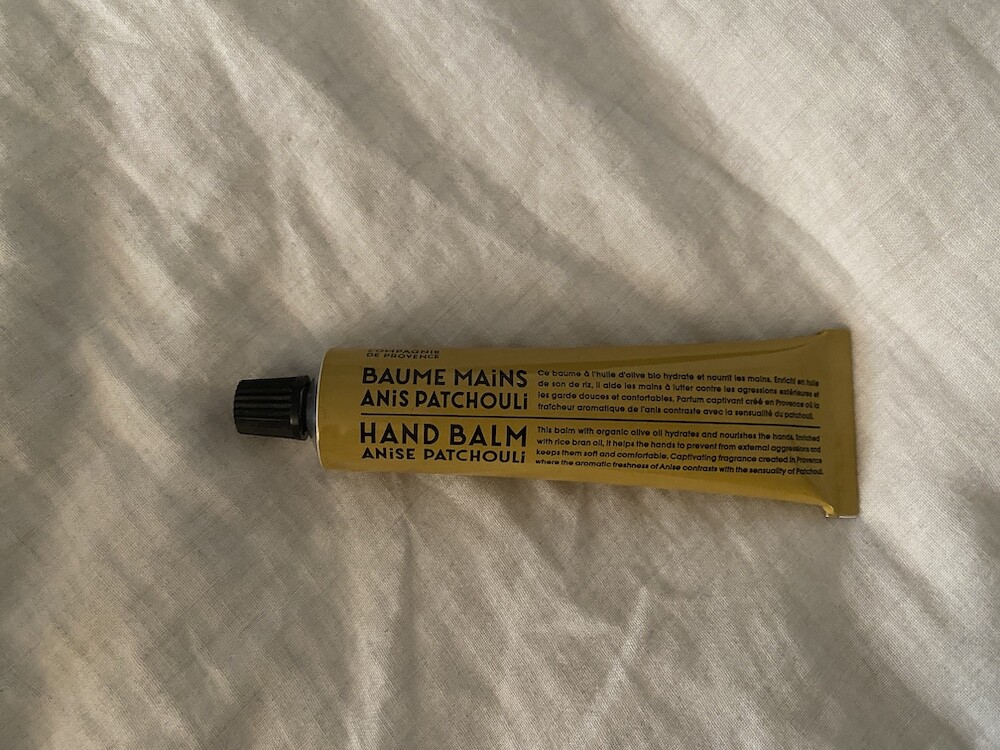 COMPAGNIE
DE PROVENCE
BAUME MAiNS
ANiS PATCHOULi
Ce baume à l'huile d'olive bio hydrate et nourrit les mains. Enrichi en huile
de son de riz, il aide les mains à lutter contre les agressions extérieures et
les garde douces et confortables. Parfum captivant créé en Provence où la
fraîcheur aromatique de l'anis contraste avec la sensualité du patchouli.
HAND BALM
ANiSE PATCHOULi
This balm with organic olive oil hydrates and nourishes the hands. Enriched
with rice bran oil, it helps the hands to prevent from external aggressions and
keeps them soft and comfortable. Captivating fragrance created in Provence
where the aromatic freshness of Anise contrasts with the sensuality of Patchouli.